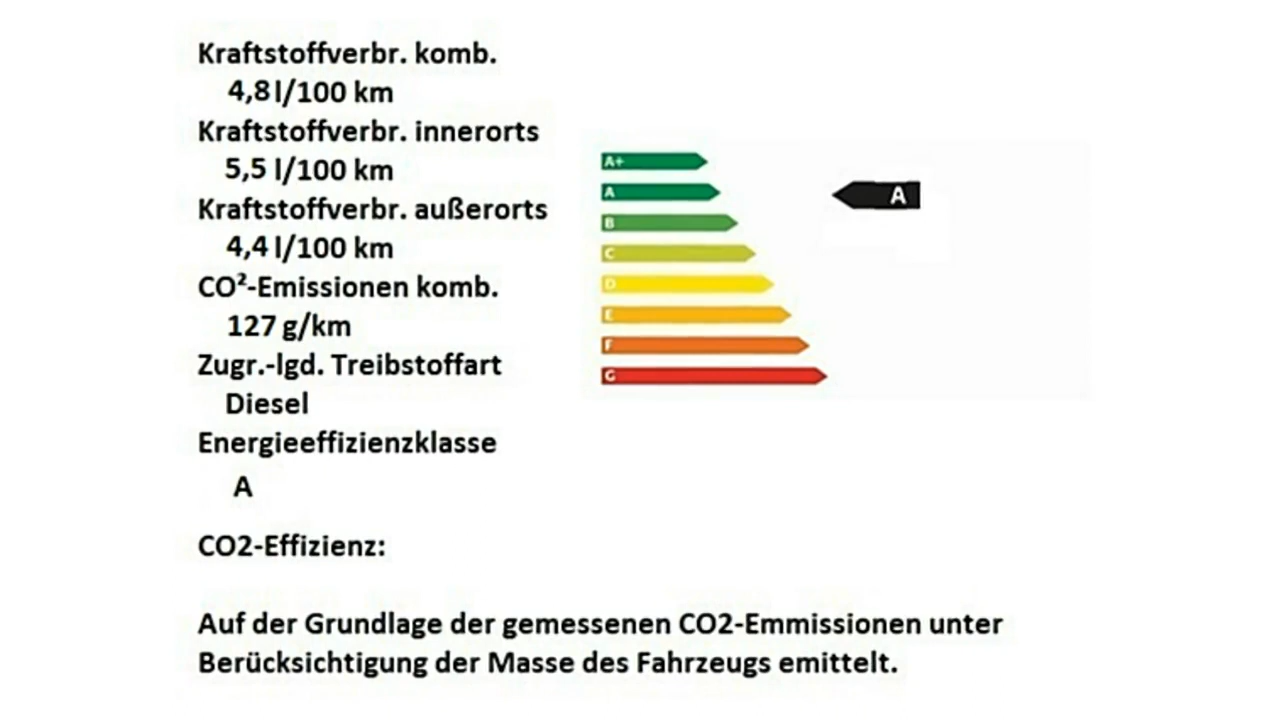 Kraftstoffverbr. komb.
4,8 l/100 km
Kraftstoffverbr. innerorts
5,5 l/100 km
Kraftstoffverbr. außerorts
4,4 l/100 km
CO²-Emissionen komb.
127 g/km
Zugr.-lgd. Treibstoffart
Diesel
Energieeffizienzklasse
A
A+
A
A
B
C
D
E
F
G
CO2-Effizienz:
Auf der Grundlage der gemessenen CO2-Emmissionen unter
Berücksichtigung der Masse des Fahrzeugs emittelt.